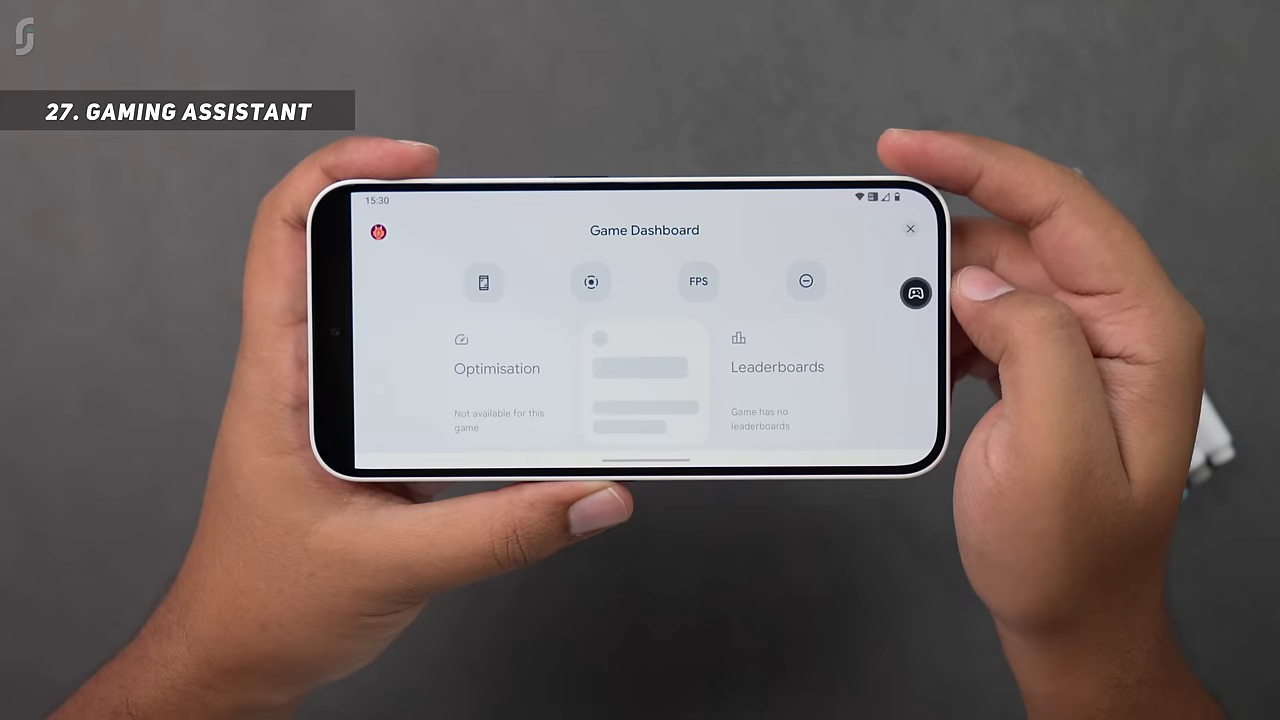 27. GAMING ASSISTANT
15:30
Game Dashboard
FPS
Optimisation
Not available for this
game
Leaderboards
Game has no
leaderboards